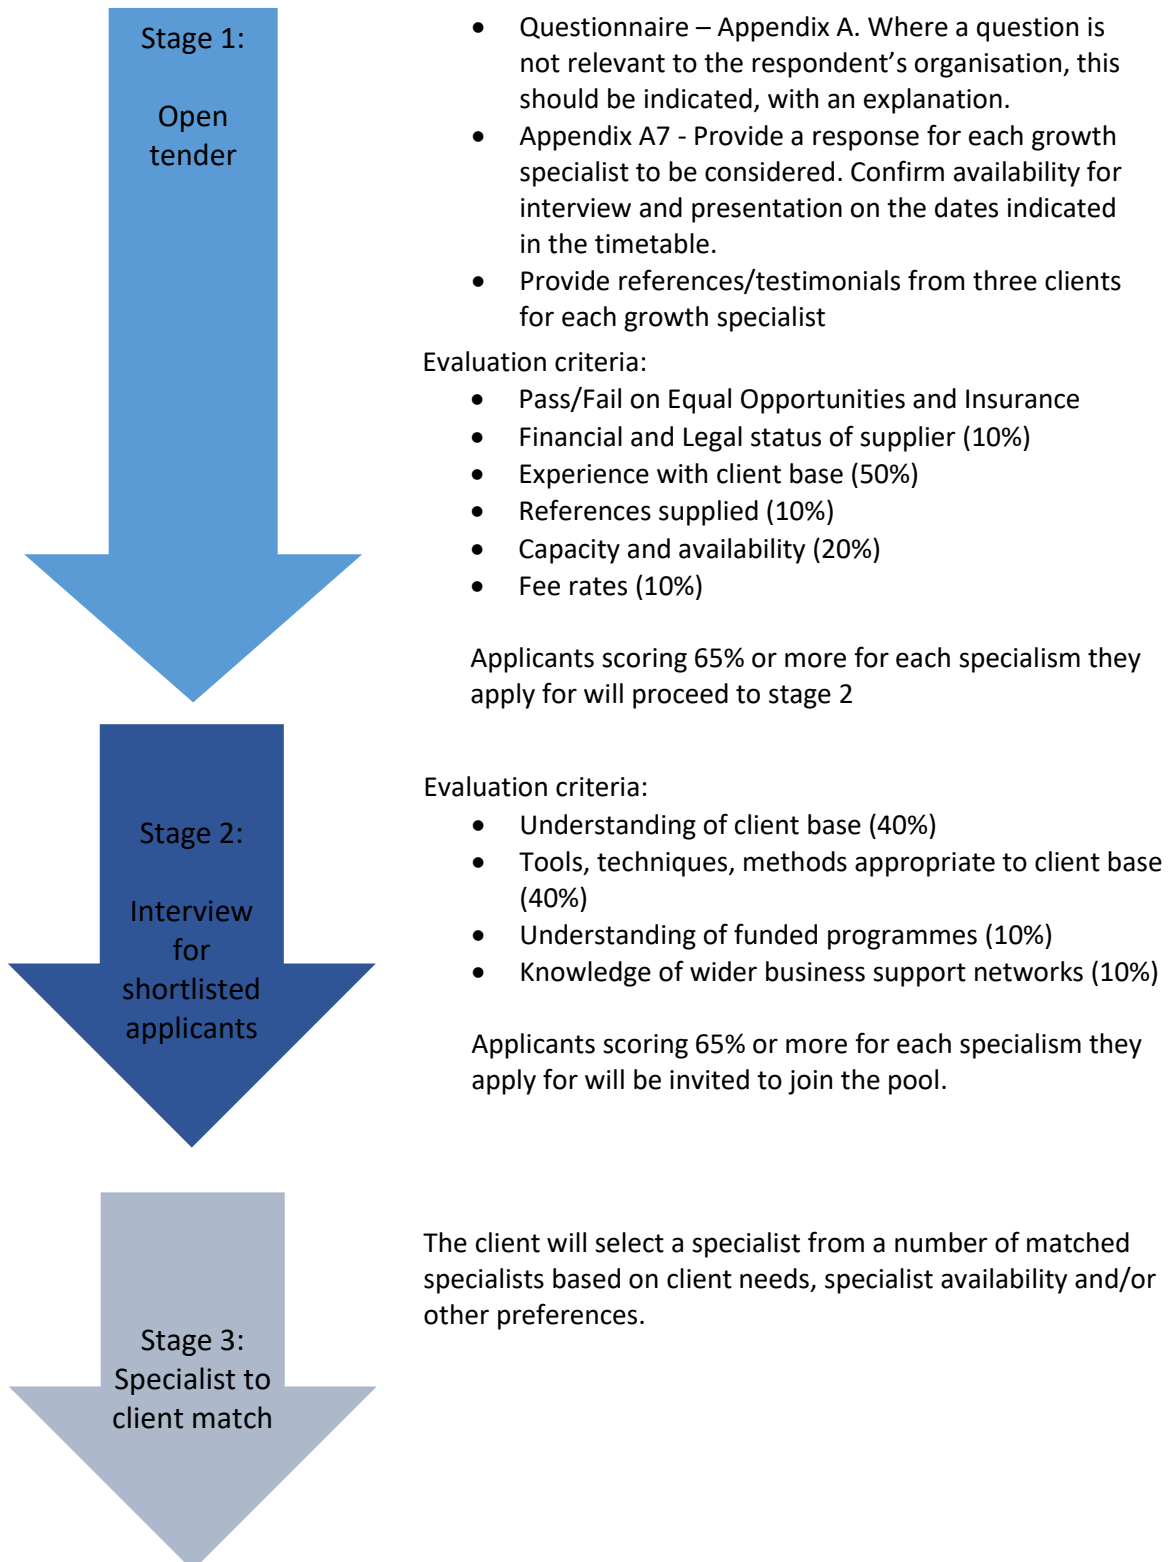 Stage 1:
Open
tender
• Questionnaire – Appendix A. Where a question is
not relevant to the respondent’s organisation, this
should be indicated, with an explanation.
• Appendix A7 - Provide a response for each growth
specialist to be considered. Confirm availability for
interview and presentation on the dates indicated
in the timetable.
• Provide references/testimonials from three clients
for each growth specialist
Evaluation criteria:
• Pass/Fail on Equal Opportunities and Insurance
• Financial and Legal status of supplier (10%)
• Experience with client base (50%)
• References supplied (10%)
• Capacity and availability (20%)
• Fee rates (10%)
Applicants scoring 65% or more for each specialism they
apply for will proceed to stage 2
Stage 2:
Interview
for
shortlisted
applicants
Evaluation criteria:
• Understanding of client base (40%)
• Tools, techniques, methods appropriate to client base
(40%)
• Understanding of funded programmes (10%)
• Knowledge of wider business support networks (10%)
Applicants scoring 65% or more for each specialism they
apply for will be invited to join the pool.
Stage 3:
Specialist to
client match
The client will select a specialist from a number of matched
specialists based on client needs, specialist availability and/or
other preferences.